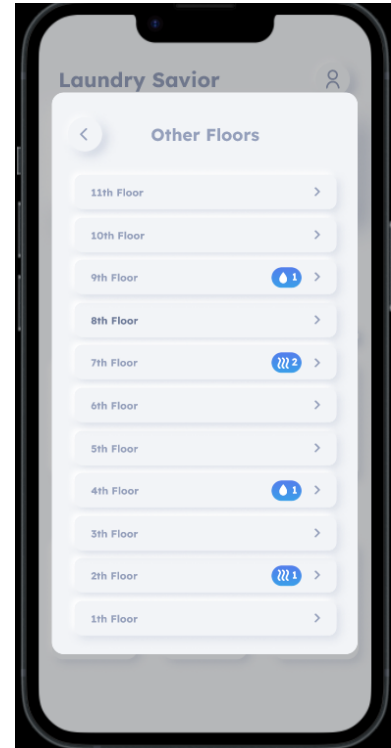 Laundry Savior
Other Floors
11th Floor
10th Floor
9th Floor 1
8th Floor
7th Floor 2
6th Floor
5th Floor
4th Floor 1
3th Floor
2th Floor 1
1th Floor